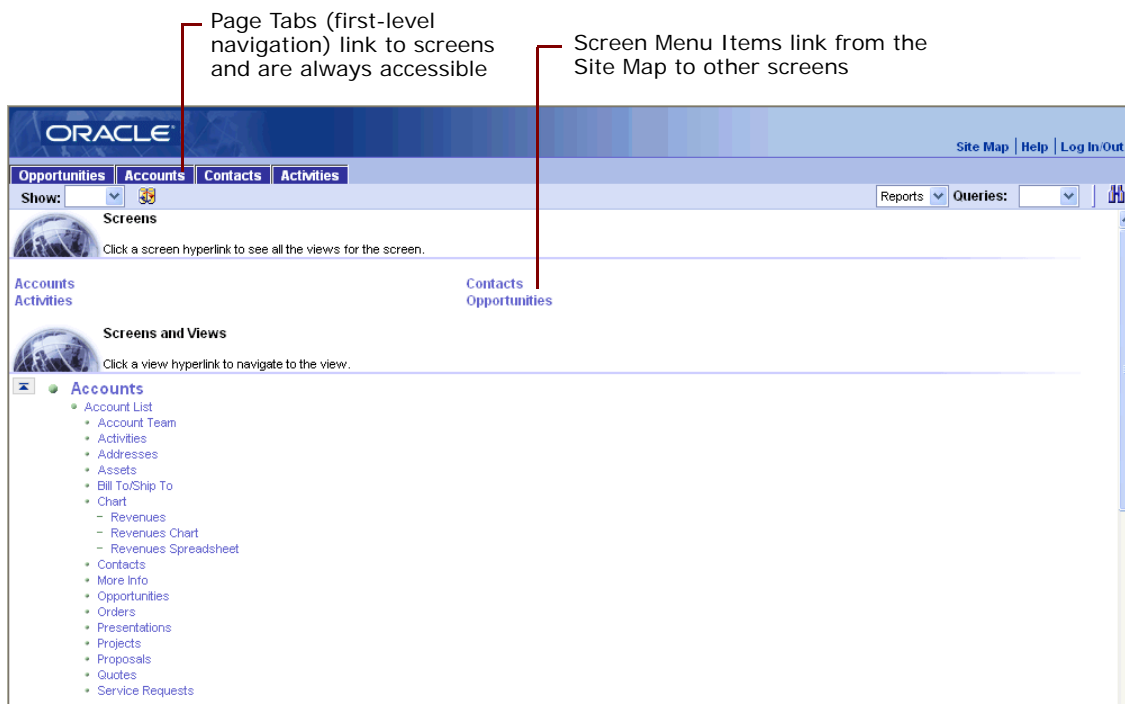 Page Tabs (first-level
navigation) link to screens
and are always accessible
Screen Menu Items link from the
Site Map to other screens
ORACLE
Site Map | Help | Log In/Out
Opportunities Accounts Contacts Activities
Show: Reports Queries:
Screens
Click a screen hyperlink to see all the views for the screen.
Accounts Contacts
Activities Opportunities
Screens and Views
Click a view hyperlink to navigate to the view.
Accounts
Account List
Account Team
Activities
Addresses
Assets
Bill To/Ship To
Chart
Revenues
Revenues Chart
Revenues Spreadsheet
Contacts
More Info
Opportunities
Orders
Presentations
Projects
Proposals
Quotes
Service Requests